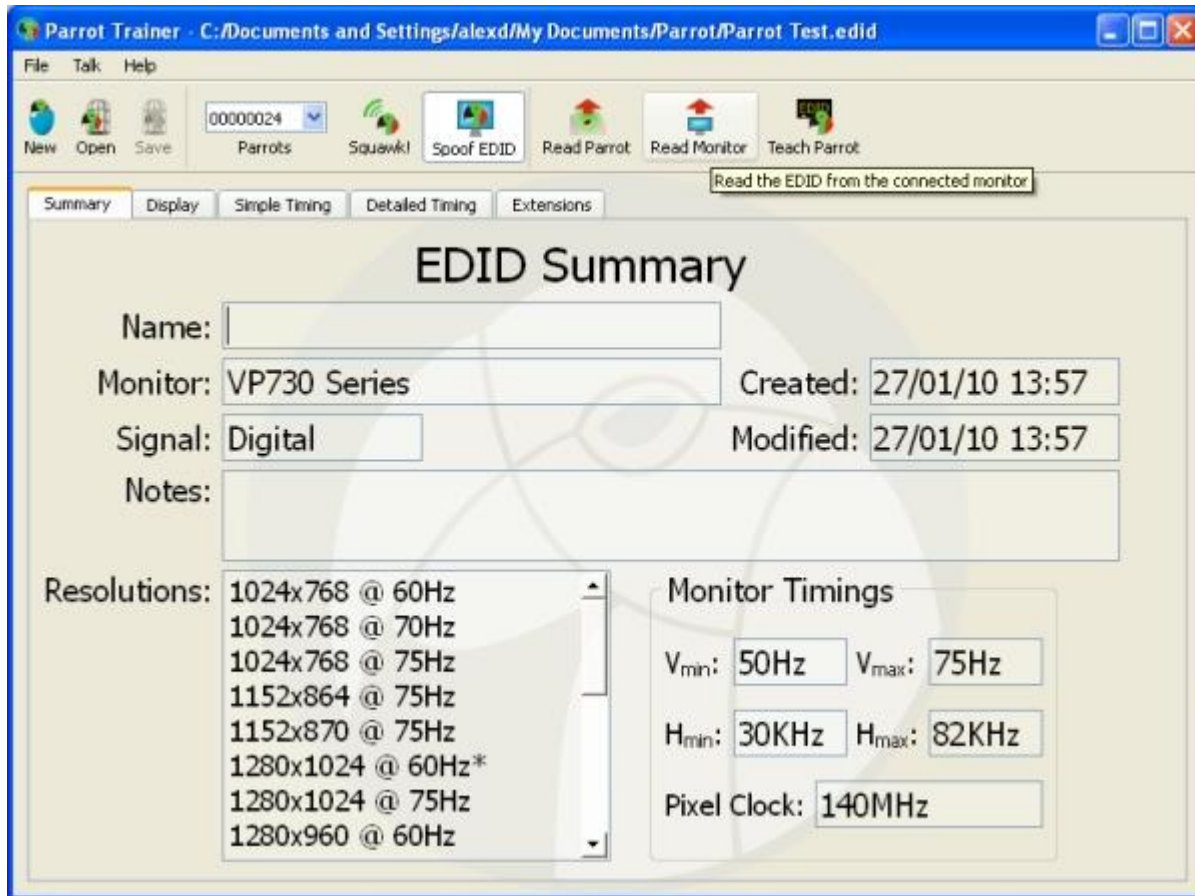 Parrot Trainer - C:/Documents and Settings/alexd/My Documents/Parrot/Parrot Test.edid
File Talk Help
00000024
New Open Save Parrots Squawk! Spoof EDID Read Parrot Read Monitor Teach Parrot
EDID
Read the EDID from the connected monitor
Summary Display Simple Timing Detailed Timing Extensions
EDID Summary
Name:
Monitor: VP730 Series Created: 27/01/10 13:57
Signal: Digital Modified: 27/01/10 13:57
Notes:
Resolutions: 1024x768 @ 60Hz
1024x768 @ 70Hz
1024x768 @ 75Hz
1152x864 @ 75Hz
1152x870 @ 75Hz
1280x1024 @ 60Hz*
1280x1024 @ 75Hz
1280x960 @ 60Hz
Monitor Timings
Vmin: 50Hz Vmax: 75Hz
Hmin: 30KHz Hmax: 82KHz
Pixel Clock: 140MHz